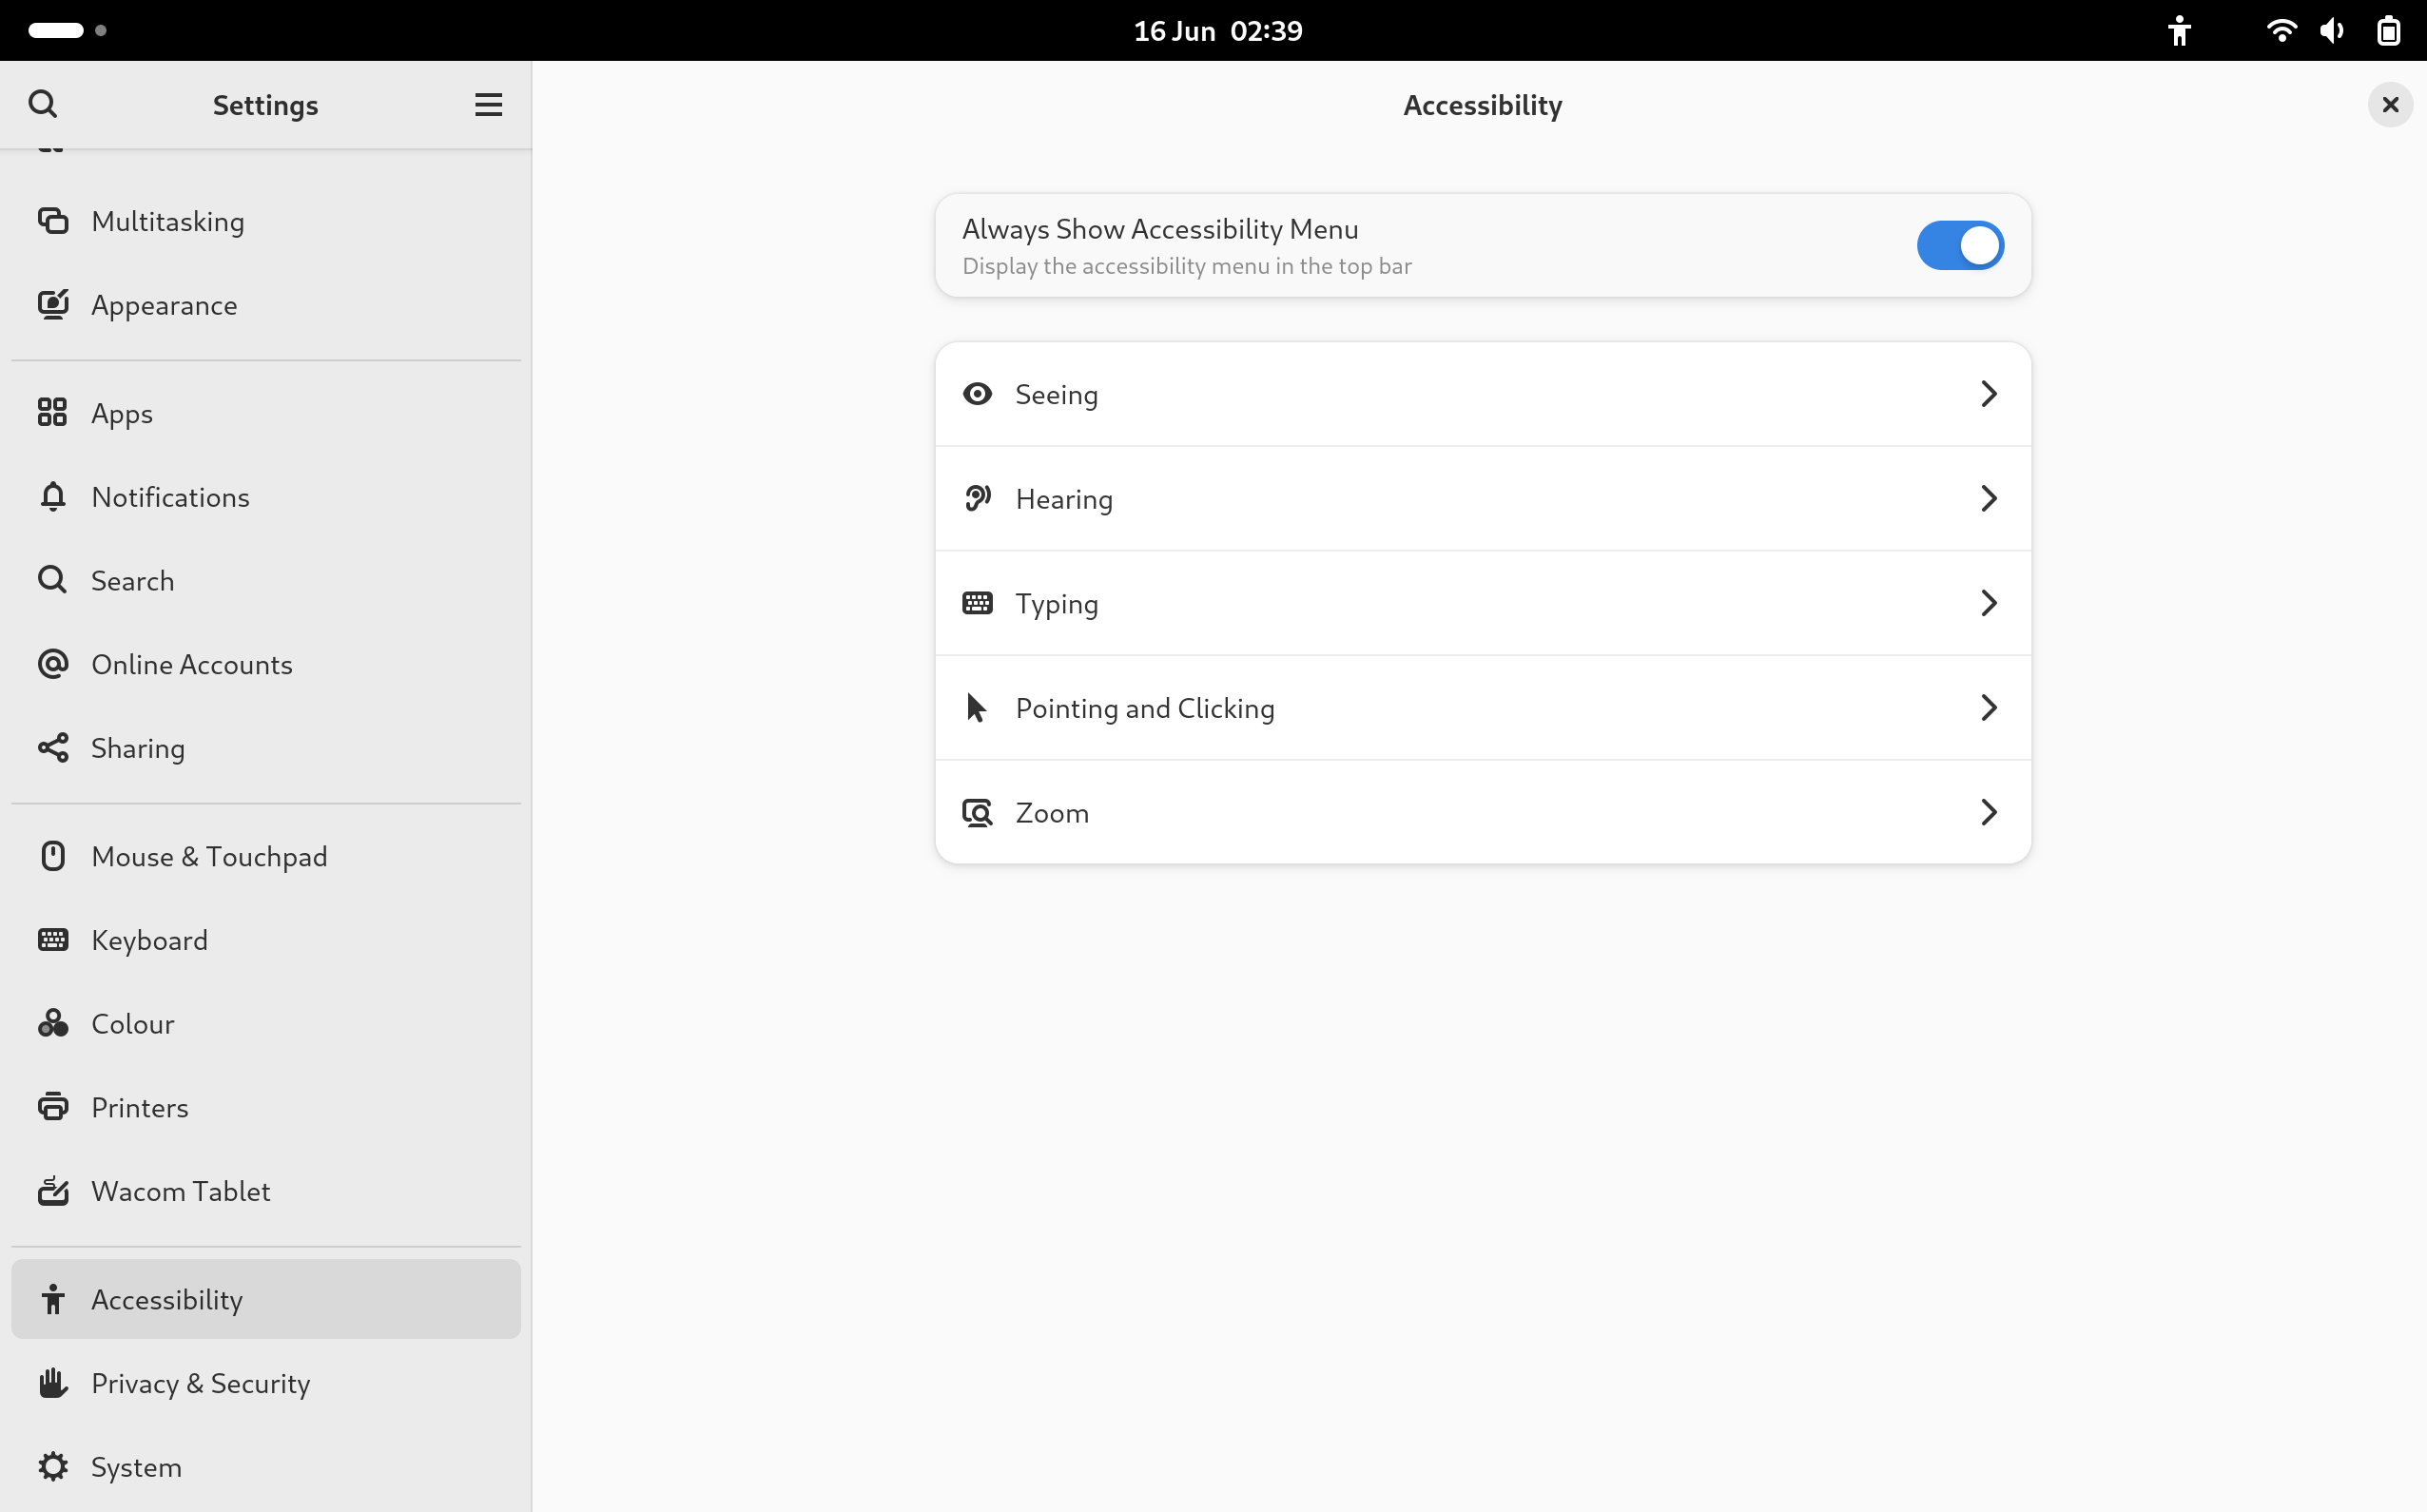 16 Jun 02:39
Settings
Accessibility
Multitasking
Appearance
Apps
Notifications
Search
Online Accounts
Sharing
Mouse & Touchpad
Keyboard
Colour
Printers
Wacom Tablet
Accessibility
Privacy & Security
System
Always Show Accessibility Menu
Display the accessibility menu in the top bar
Seeing
Hearing
Typing
Pointing and Clicking
Zoom